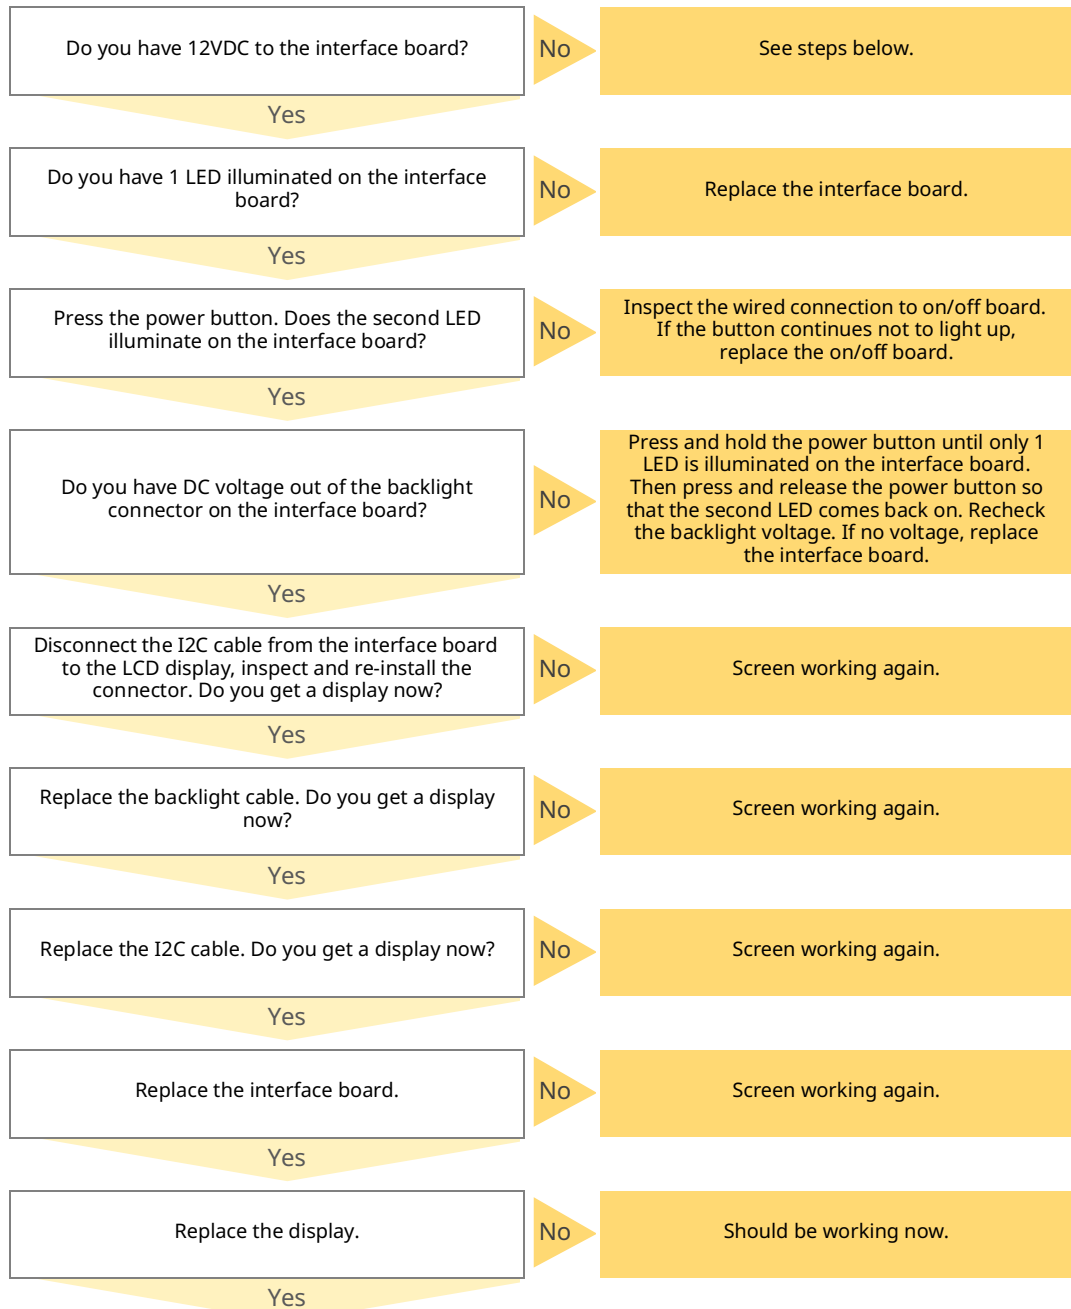 Do you have 12VDC to the interface board?
No
See steps below.
Yes
Do you have 1 LED illuminated on the interface
board?
No
Replace the interface board.
Yes
Press the power button. Does the second LED
illuminate on the interface board?
No
Inspect the wired connection to on/off board.
If the button continues not to light up,
replace the on/off board.
Yes
Do you have DC voltage out of the backlight
connector on the interface board?
No
Press and hold the power button until only 1
LED is illuminated on the interface board.
Then press and release the power button so
that the second LED comes back on. Recheck
the backlight voltage. If no voltage, replace
the interface board.
Yes
Disconnect the I2C cable from the interface board
to the LCD display, inspect and re-install the
connector. Do you get a display now?
No
Screen working again.
Yes
Replace the backlight cable. Do you get a display
now?
No
Screen working again.
Yes
Replace the I2C cable. Do you get a display now?
No
Screen working again.
Yes
Replace the interface board.
No
Screen working again.
Yes
Replace the display.
No
Should be working now.
Yes